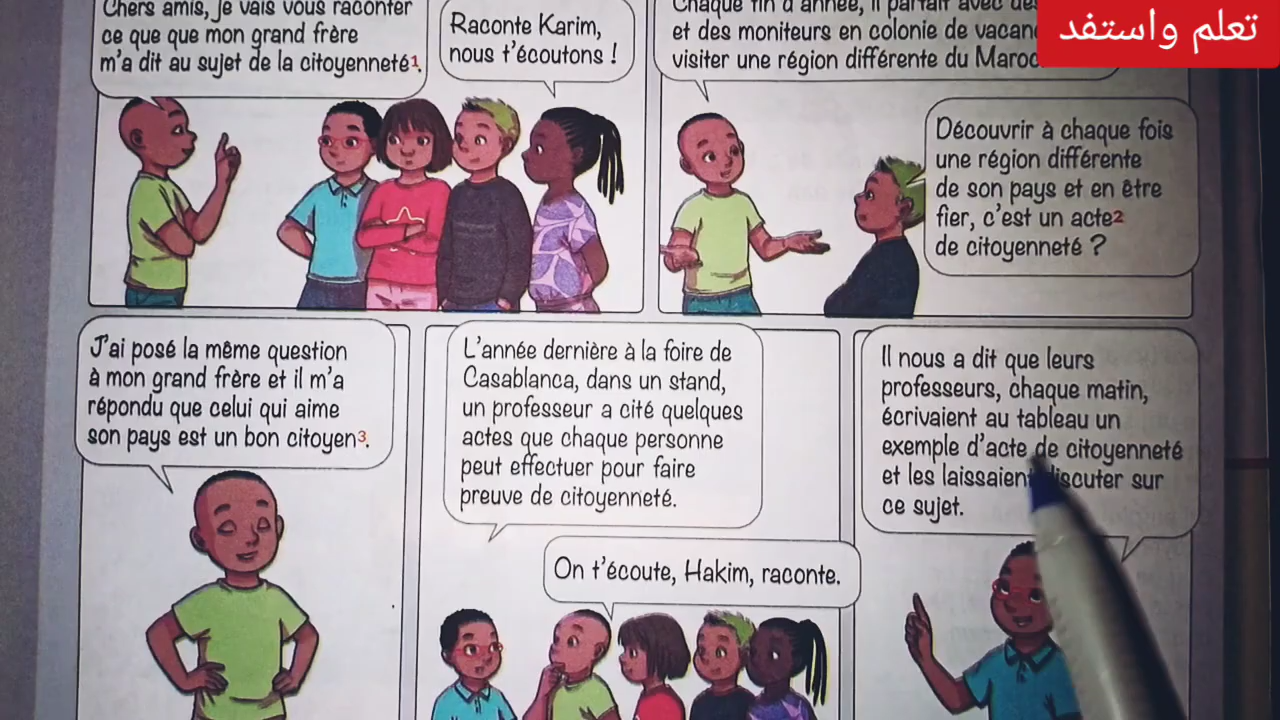 Chers amis, je vais vous raconter
ce que que mon grand frère
m'a dit au sujet de la citoyenneté¹.
Raconte Karim,
nous t'écoutons !
Chaque fin d'année, il partait avec des
et des moniteurs en colonie de
visiter une région différente du Maroc
تعلم واستفد
Découvrir à chaque fois
une région différente
de son pays et en être
fier, c'est un acte²
de citoyenneté ?
J'ai posé la même question
à mon grand frère et il m'a
répondu que celui qui aime
son pays est un bon citoyen³.
L'année dernière à la foire de
Casablanca, dans un stand,
un professeur a cité quelques
actes que chaque personne
peut effectuer pour faire
preuve de citoyenneté.
On t'écoute, Hakim, raconte.
Il nous a dit que leurs
professeurs, chaque matin,
écrivaient au tableau un
exemple d'acte de citoyenneté
et les laissaient discuter sur
ce sujet.